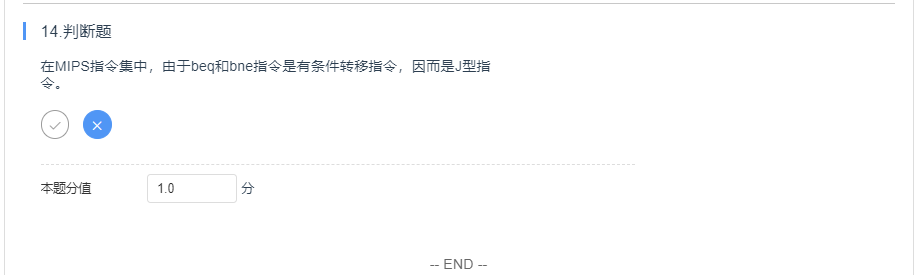 14.判断题
在MIPS指令集中，由于beq和bne指令是有条件转移指令，因而是J型指
令。
本题分值 1.0 分
-- END --